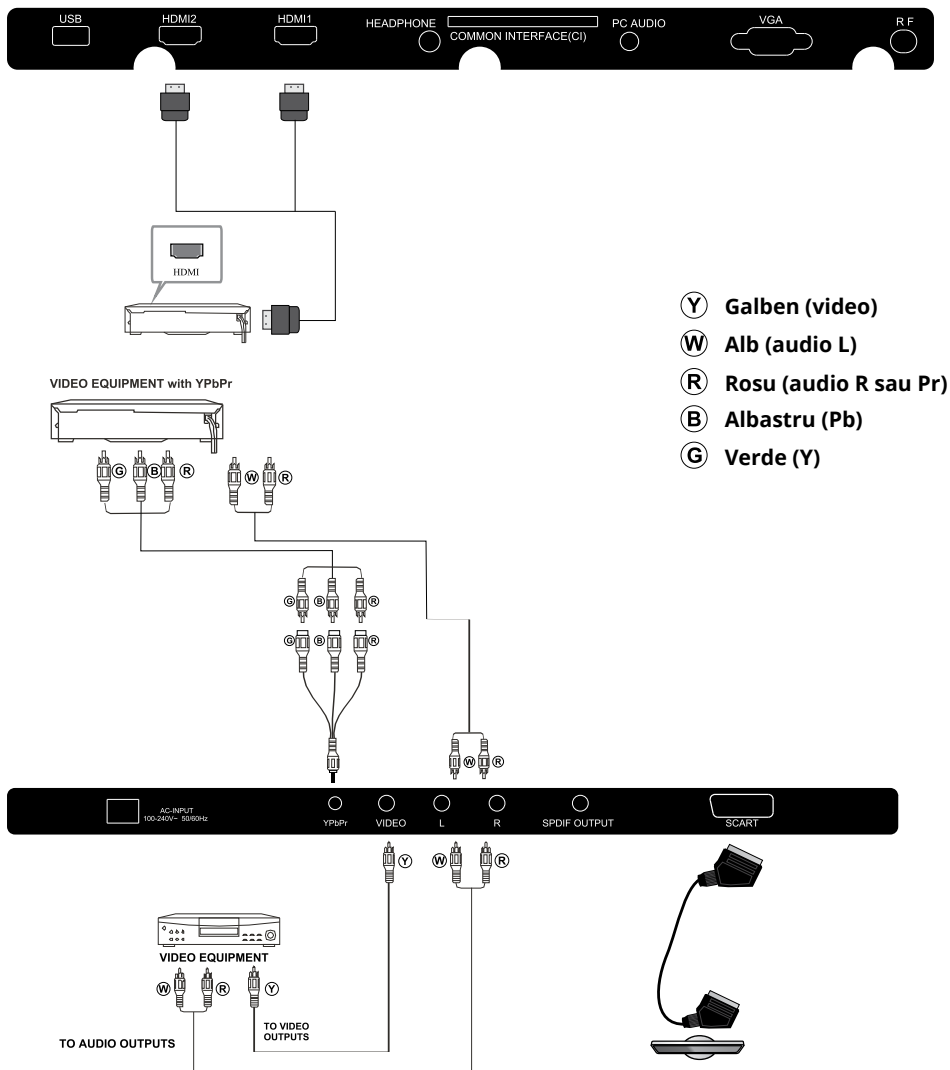 USB HDMI2 HDMI1 HEADPHONE COMMON INTERFACE(CI) PC AUDIO VGA R F
HDMI
Y Galben (video)
W Alb (audio L)
R Rosu (audio R sau Pr)
B Albastru (Pb)
G Verde (Y)
VIDEO EQUIPMENT with YPbPr
G B R W R
G B R
G B R
W R
AC-INPUT
100-240V~ 50/60Hz
YPbPr VIDEO L R SPDIF OUTPUT SCART
Y W R
VIDEO EQUIPMENT
W R Y
TO AUDIO OUTPUTS
TO VIDEO
OUTPUTS